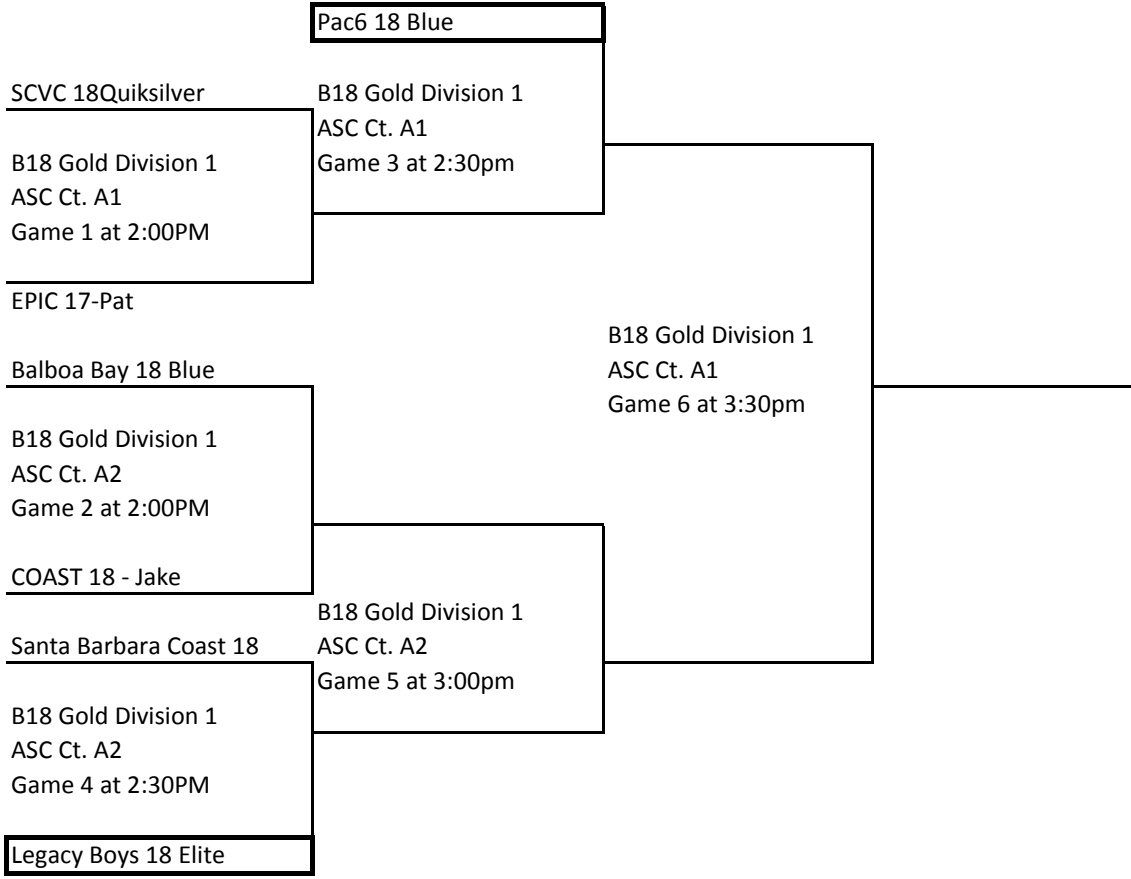 Pac6 18 Blue
SCVC 18Quiksilver
B18 Gold Division 1
ASC Ct. A1
Game 3 at 2:30pm
B18 Gold Division 1
ASC Ct. A1
Game 1 at 2:00PM
EPIC 17-Pat
B18 Gold Division 1
ASC Ct. A1
Game 6 at 3:30pm
Balboa Bay 18 Blue
B18 Gold Division 1
ASC Ct. A2
Game 2 at 2:00PM
COAST 18 - Jake
B18 Gold Division 1
ASC Ct. A2
Game 5 at 3:00pm
Santa Barbara Coast 18
B18 Gold Division 1
ASC Ct. A2
Game 4 at 2:30PM
Legacy Boys 18 Elite